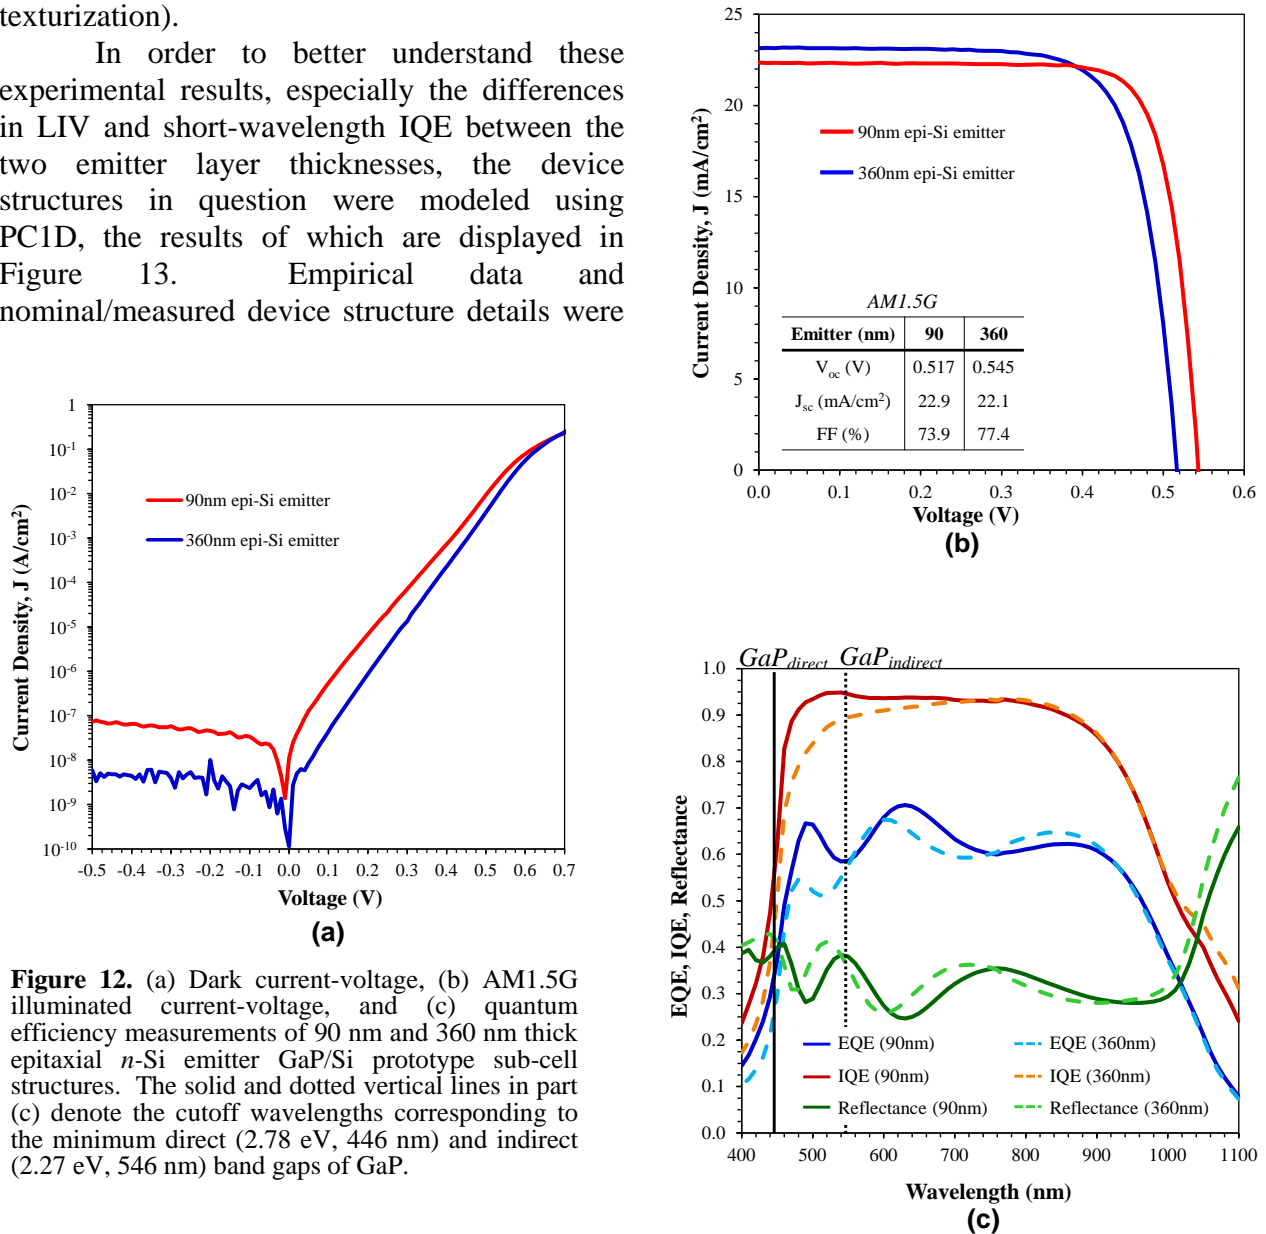 texturization).
In order to better understand these
experimental results, especially the differences
in LIV and short-wavelength IQE between the
two emitter layer thicknesses, the device
structures in question were modeled using
PC1D, the results of which are displayed in
Figure 13. Empirical data and
nominal/measured device structure details were
1
10-1
10-2
10-3
10-4
10-5
10-6
10-7
10-8
10-9
10-10
Current Density, J (A/cm2)
90nm epi-Si emitter
360nm epi-Si emitter
-0.5 -0.4 -0.3 -0.2 -0.1 0.0 0.1 0.2 0.3 0.4 0.5 0.6 0.7
Voltage (V)
(a)
Figure 12. (a) Dark current-voltage, (b) AM1.5G
illuminated current-voltage, and (c) quantum
efficiency measurements of 90 nm and 360 nm thick
epitaxial n-Si emitter GaP/Si prototype sub-cell
structures. The solid and dotted vertical lines in part
(c) denote the cutoff wavelengths corresponding to
the minimum direct (2.78 eV, 446 nm) and indirect
(2.27 eV, 546 nm) band gaps of GaP.
25
20
15
10
5
0
Current Density, J (mA/cm2)
90nm epi-Si emitter
360nm epi-Si emitter
AM1.5G
Emitter (nm) 90 360
Voc (V) 0.517 0.545
Jsc (mA/cm2) 22.9 22.1
FF (%) 73.9 77.4
0.0 0.1 0.2 0.3 0.4 0.5 0.6
Voltage (V)
(b)
GaPdirect GaPindirect
1.0
0.9
0.8
0.7
0.6
0.5
0.4
0.3
0.2
0.1
0.0
EQE, IQE, Reflectance
EQE (90nm) EQE (360nm)
IQE (90nm) IQE (360nm)
Reflectance (90nm) Reflectance (360nm)
400 500 600 700 800 900 1000 1100
Wavelength (nm)
(c)